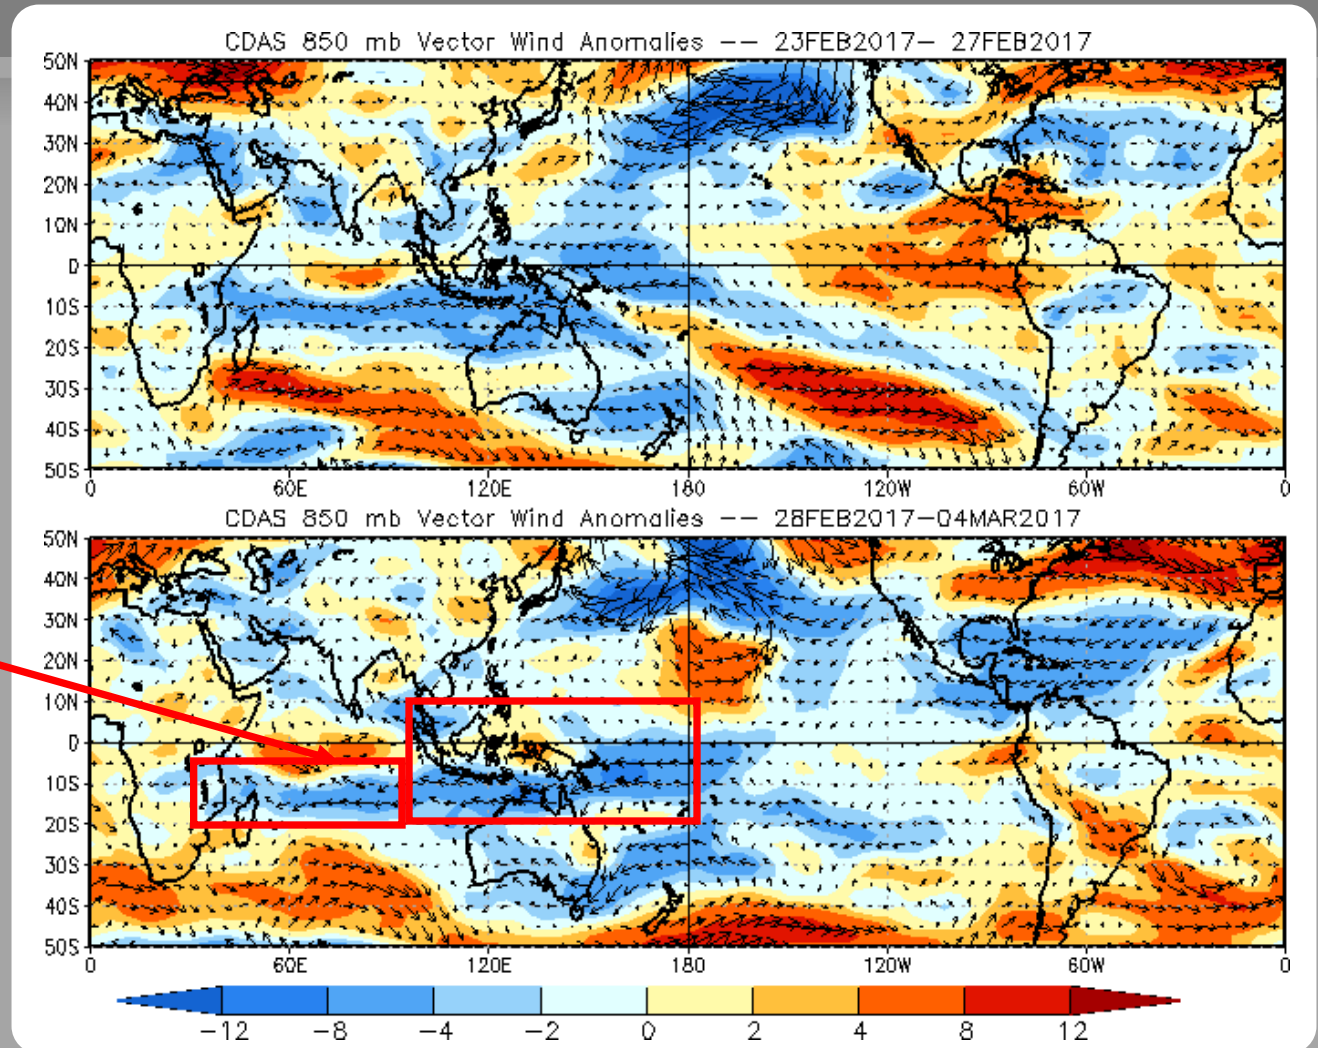 CDAS 850 mb Vector Wind Anomalies -- 23FEB2017- 27FEB2017
50N
40N
30N
20N
10N
0
10S
20S
30S
40S
50S
0 60E 120E 180 120W 60W 0
CDAS 850 mb Vector Wind Anomalies -- 28FEB2017-04MAR2017
50N
40N
30N
20N
10N
0
10S
20S
30S
40S
50S
0 60E 120E 180 120W 60W 0
-12 -8 -4 -2 0 2 4 8 12